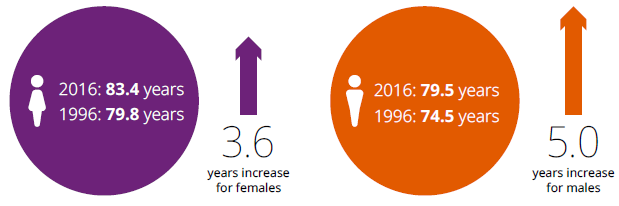 2016: 83.4 years
1996: 79.8 years
3.6
years increase
for females
2016: 79.5 years
1996: 74.5 years
5.0
years increase
for males